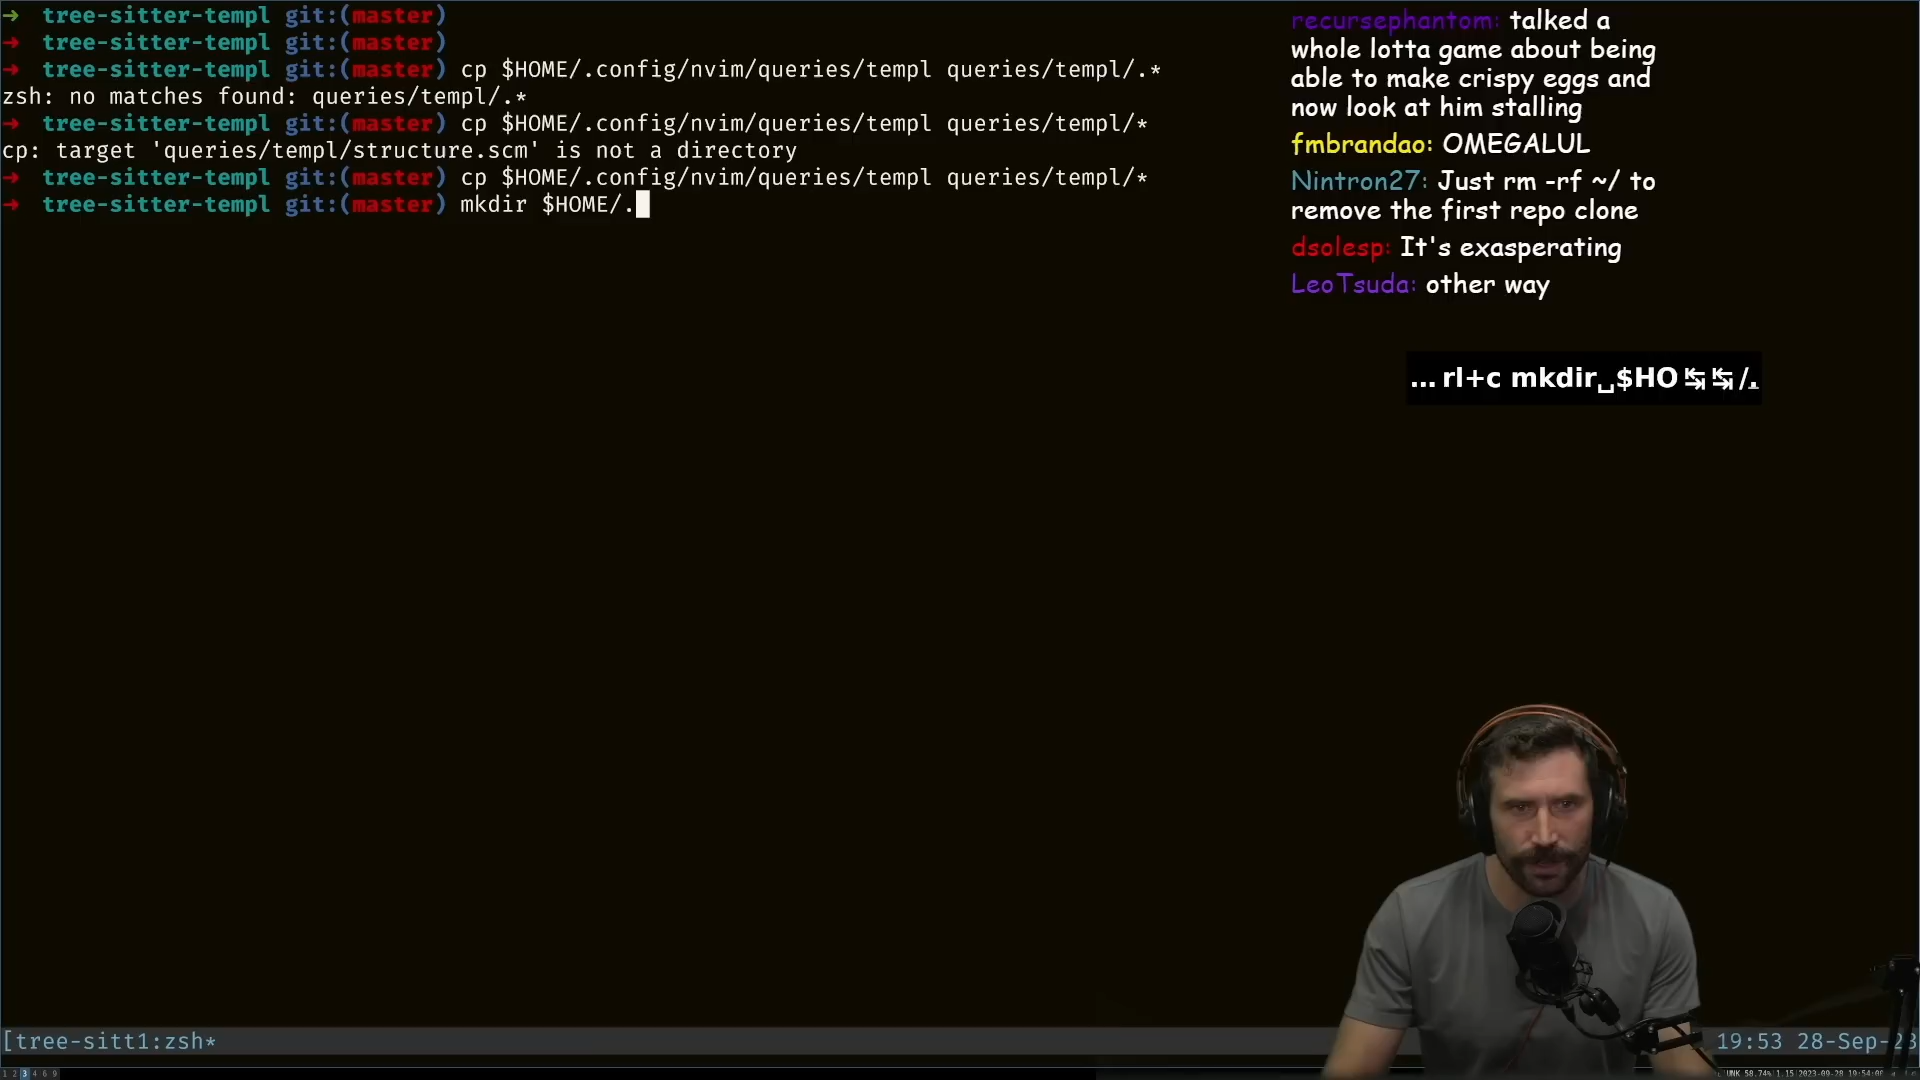 → tree-sitter-templ git:(master)
→ tree-sitter-templ git:(master)
→ tree-sitter-templ git:(master) cp $HOME/.config/nvim/queries/templ queries/templ/.*
zsh: no matches found: queries/templ/.*
→ tree-sitter-templ git:(master) cp $HOME/.config/nvim/queries/templ queries/templ/*
cp: target 'queries/templ/structure.scm' is not a directory
→ tree-sitter-templ git:(master) cp $HOME/.config/nvim/queries/templ queries/templ/*
→ tree-sitter-templ git:(master) mkdir $HOME/.
recursephantom: talked a
whole lotta game about being
able to make crispy eggs and
now look at him stalling
fmbrandao: OMEGALUL
Nintron27: Just rm -rf ~/ to
remove the first repo clone
dsolesp: It's exasperating
LeoTsuda: other way
... rl+c mkdir␣$HO↹↹/.
[tree-sitt1:zsh*
19:53 28-Sep-23
1 2 3 4 6 9